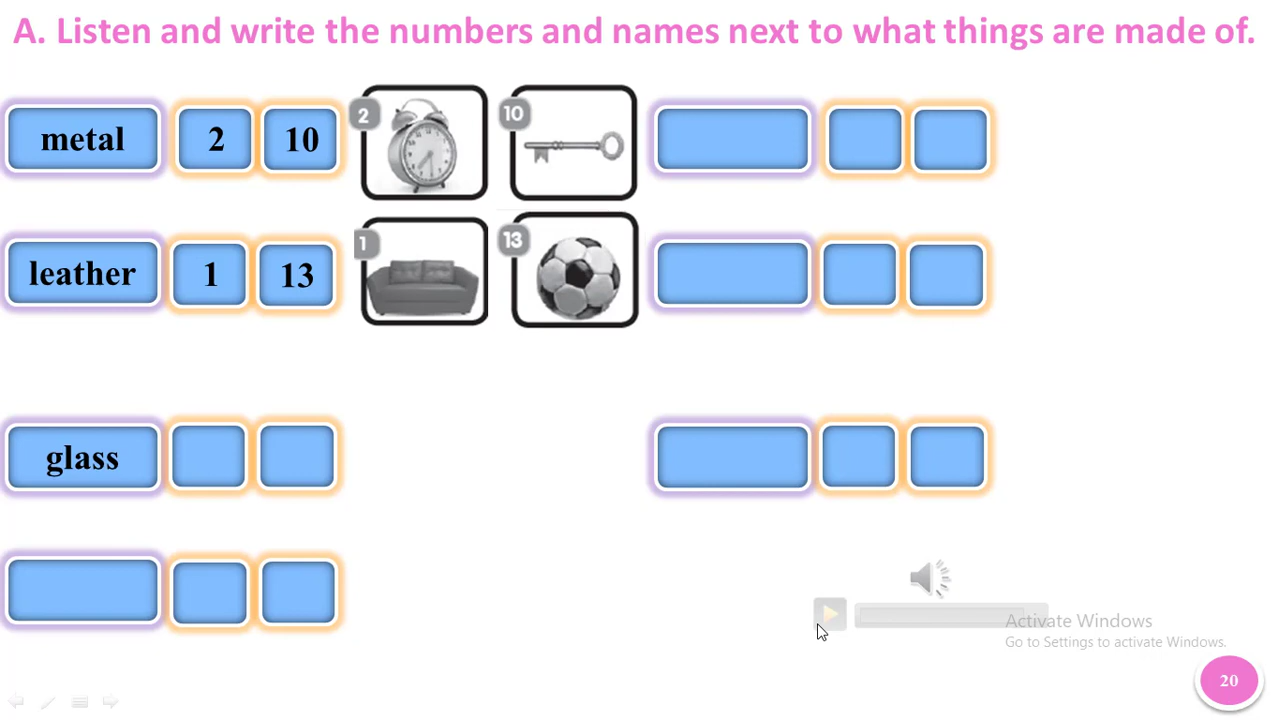 A. Listen and write the numbers and names next to what things are made of.
metal 2 10 2 10
leather 1 13 1 13
glass
Activate Windows
Go to Settings to activate Windows.
20